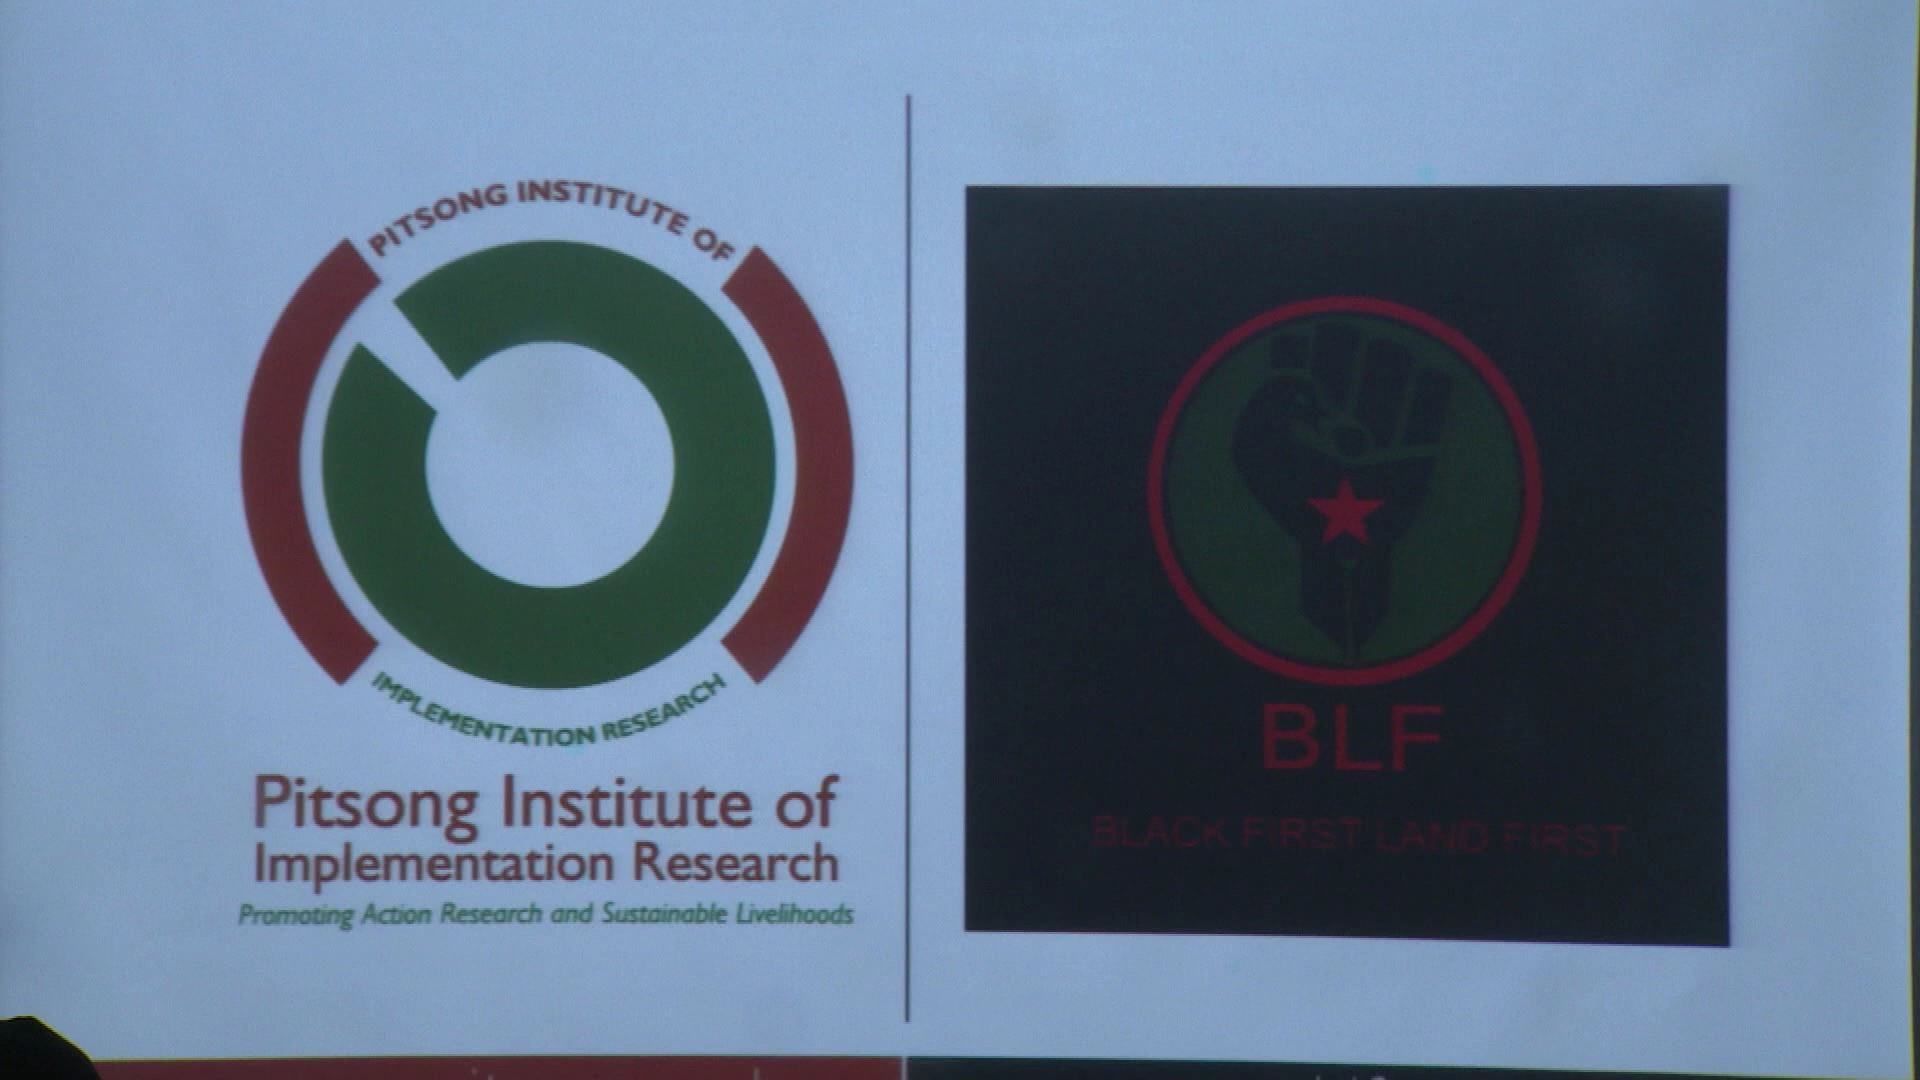 PITSONG INSTITUTE OF
IMPLEMENTATION RESEARCH
Pitsong Institute of
Implementation Research
Promoting Action Research and Sustainable Livelihoods
BLF
BLACK FIRST LAND FIRST